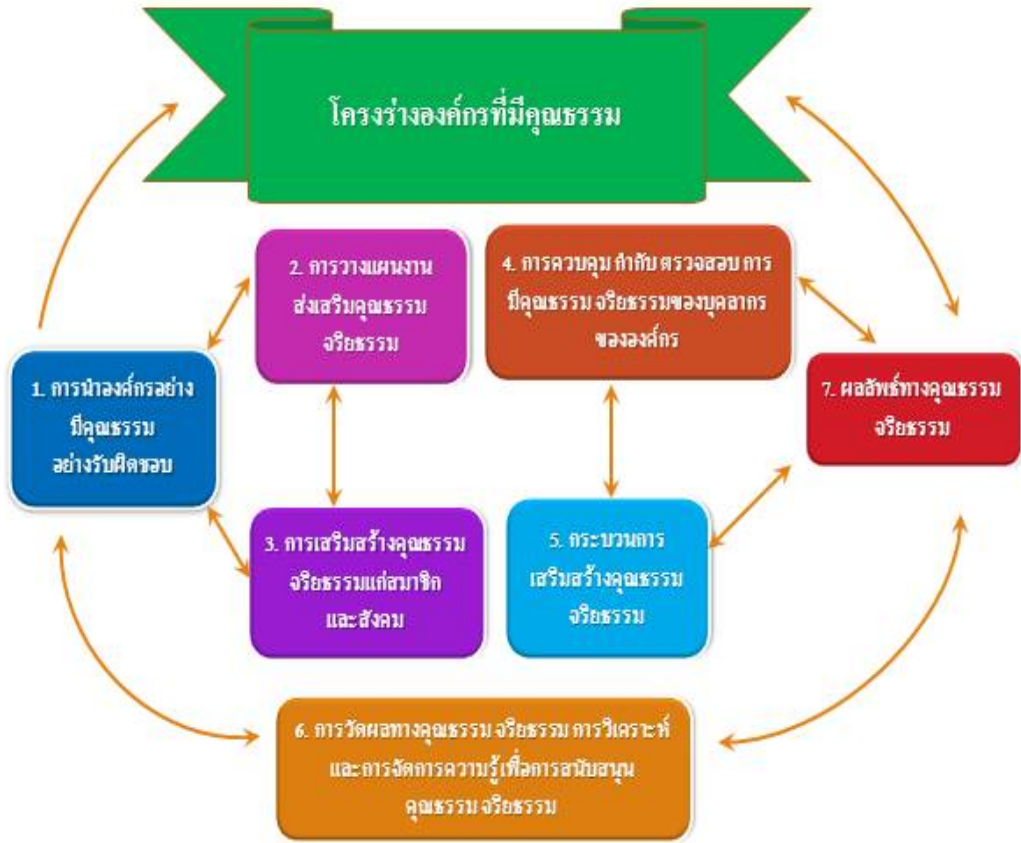 โครงร่างองค์กรที่มีคุณธรรม
1. การนำองค์กรอย่าง
มีคุณธรรม
อย่างรับผิดชอบ
2. การวางแผนงาน
ส่งเสริมคุณธรรม
จริยธรรม
3. การเสริมสร้างคุณธรรม
จริยธรรมแก่สมาชิก
และสังคม
4. การควบคุม กำกับ ตรวจสอบ การ
มีคุณธรรม จริยธรรมของบุคลากร
ขององค์กร
5. กระบวนการ
เสริมสร้างคุณธรรม
จริยธรรม
6. การวัดผลทางคุณธรรม จริยธรรม การวิเคราะห์
และการจัดการความรู้เพื่อการสนับสนุน
คุณธรรม จริยธรรม
7. ผลลัพธ์ทางคุณธรรม
จริยธรรม